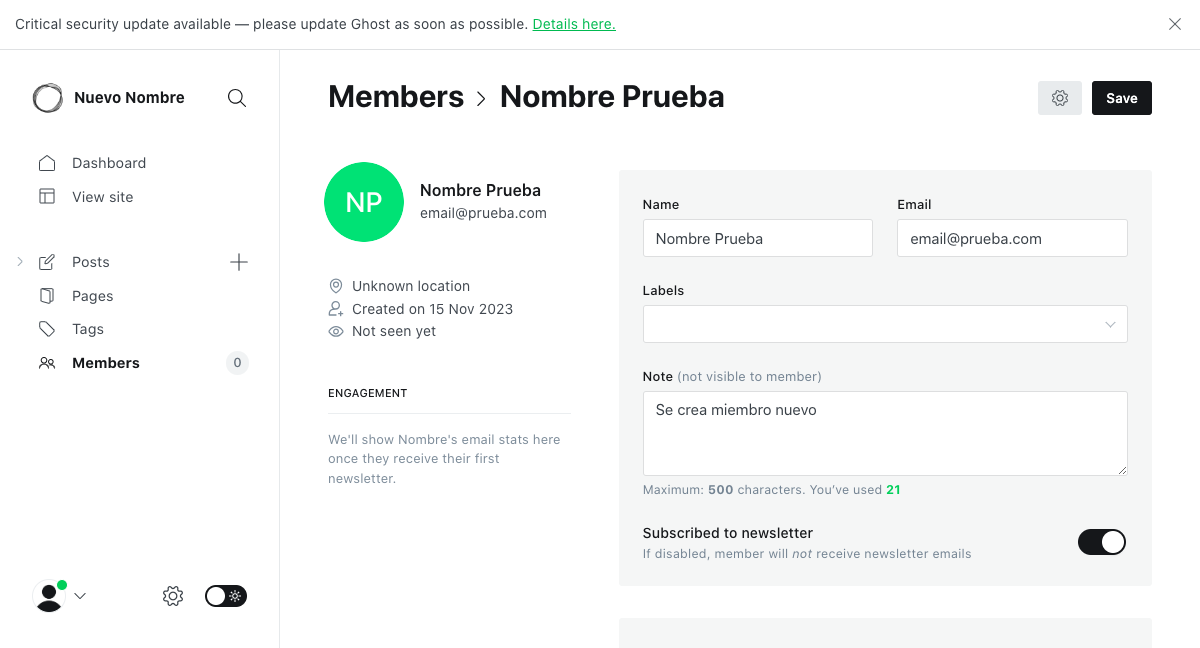 Critical security update available — please update Ghost as soon as possible. Details here.
Nuevo Nombre
Dashboard
View site
Posts
Pages
Tags
Members
0
Members
Nombre Prueba
Save
NP
Nombre Prueba
email@prueba.com
Unknown location
Created on 15 Nov 2023
Not seen yet
ENGAGEMENT
We'll show Nombre's email stats here
once they receive their first
newsletter.
Name
Nombre Prueba
Email
email@prueba.com
Labels
Note (not visible to member)
Se crea miembro nuevo
Maximum: 500 characters. You’ve used 21
Subscribed to newsletter
If disabled, member will not receive newsletter emails